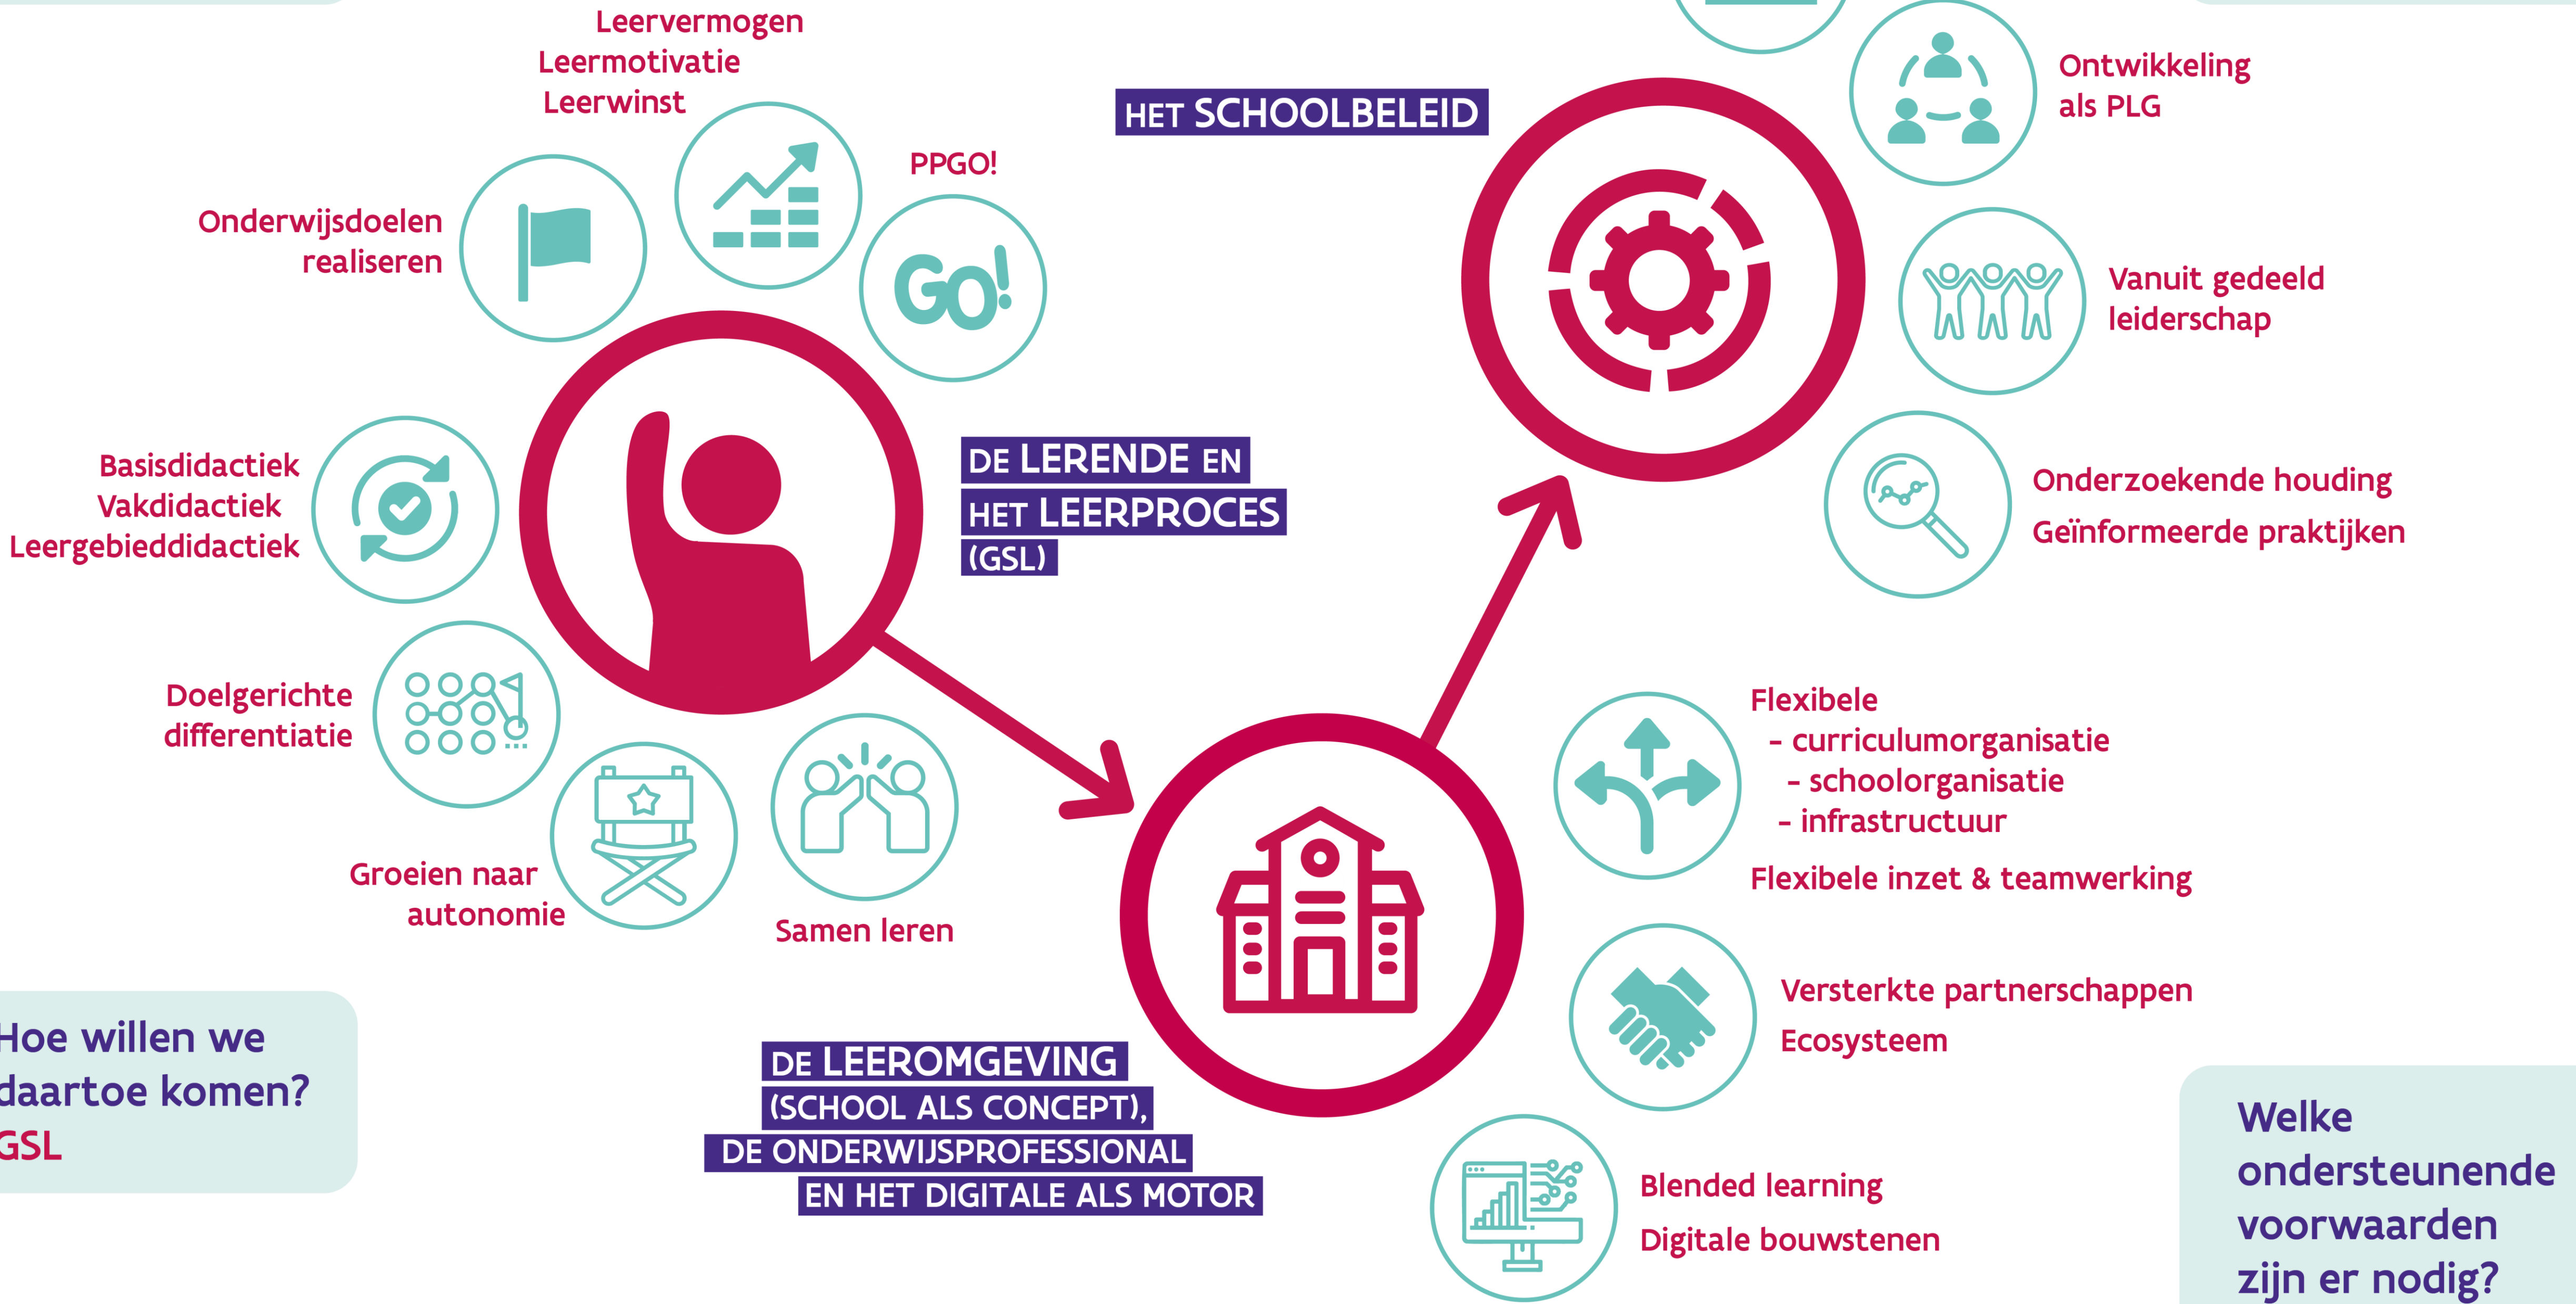 Leervermogen
Leermotivatie
Leerwinst
PPGO!
GO!
Onderwijsdoelen
realiseren
Basisdidactiek
Vakdidactiek
Leergebieddidactiek
Doelgerichte
differentiatie
Groeien naar
autonomie
Samen leren
DE LERENDE EN
HET LEERPROCES
(GSL)
HET SCHOOLBELEID
Ontwikkeling
als PLG
Vanuit gedeeld
leiderschap
Onderzoekende houding
Geïnformeerde praktijken
Flexibele
- curriculumorganisatie
- schoolorganisatie
- infrastructuur
Flexibele inzet & teamwerking
Versterkte partnerschappen
Ecosysteem
Blended learning
Digitale bouwstenen
DE LEEROMGEVING
(SCHOOL ALS CONCEPT),
DE ONDERWIJSPROFESSIONAL
EN HET DIGITALE ALS MOTOR
Hoe willen we
daartoe komen?
GSL
Welke
ondersteunende
voorwaarden
zijn er nodig?